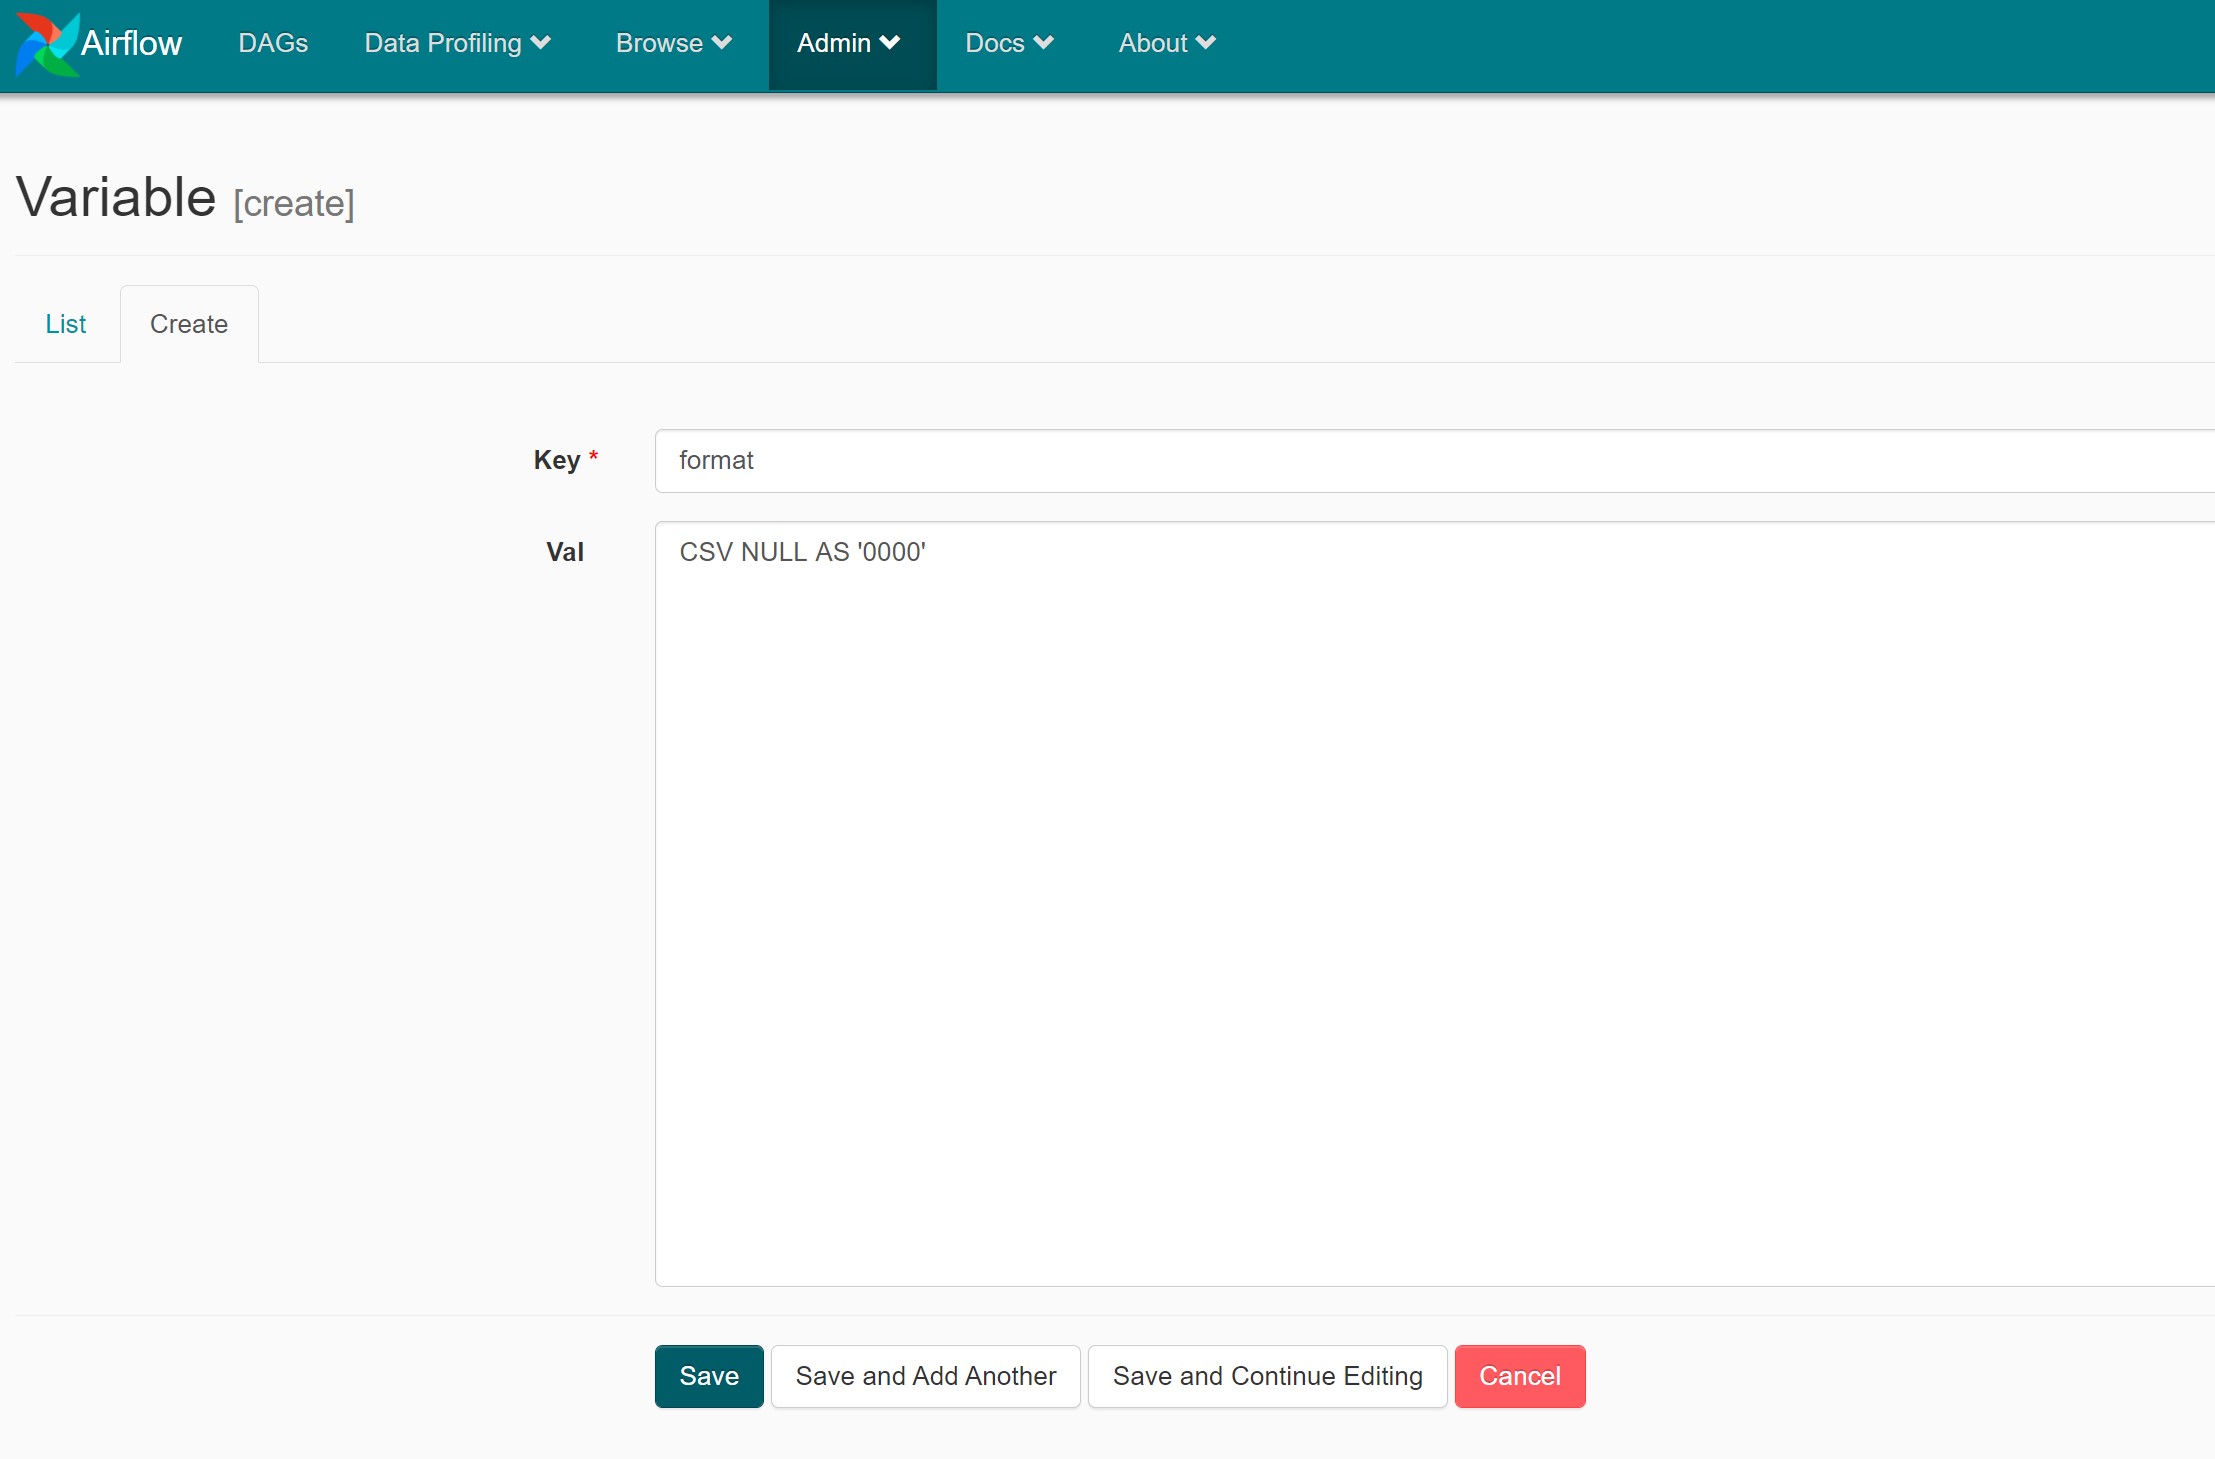 Airflow DAGs Data Profiling Browse Admin Docs About
Variable [create]
List Create
Key * format
Val CSV NULL AS '0000'
Save Save and Add Another Save and Continue Editing Cancel